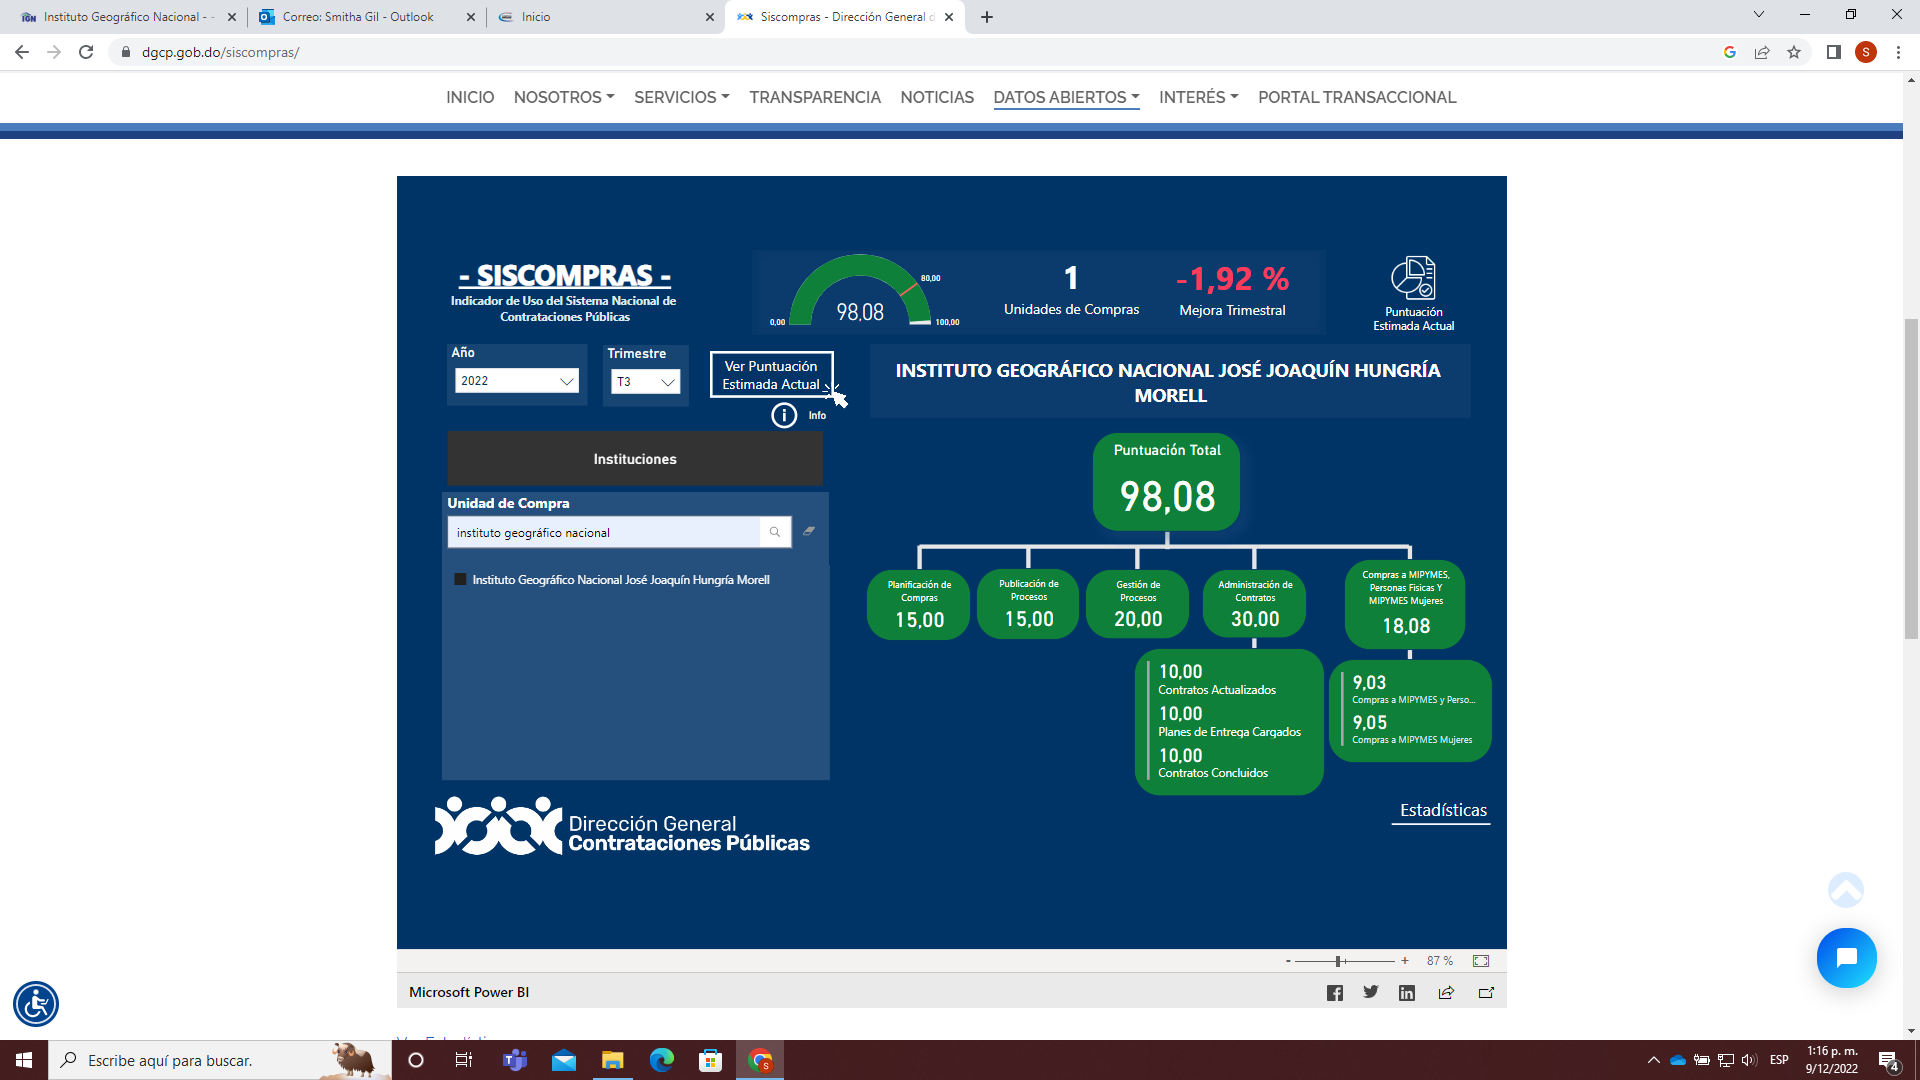 Instituto Geográfico Nacional - -
Correo: Smitha Gil - Outlook
Inicio
Siscompras - Dirección General d
dgcp.gob.do/siscompras/
S
INICIO NOSOTROS SERVICIOS TRANSPARENCIA NOTICIAS DATOS ABIERTOS INTERÉS PORTAL TRANSACCIONAL
- SISCOMPRAS -
Indicador de Uso del Sistema Nacional de
Contrataciones Públicas
80,00
98,08
0,00
100,00
1
Unidades de Compras
-1,92 %
Mejora Trimestral
Puntuación
Estimada Actual
Año
2022
Trimestre
T3
Ver Puntuación
Estimada Actual
Info
INSTITUTO GEOGRÁFICO NACIONAL JOSÉ JOAQUÍN HUNGRÍA
MORELL
Instituciones
Unidad de Compra
instituto geográfico nacional
Instituto Geográfico Nacional José Joaquín Hungría Morell
Puntuación Total
98,08
Planificación de
Compras
15,00
Publicación de
Procesos
15,00
Gestión de
Procesos
20,00
Administración de
Contratos
30,00
Compras a MIPYMES,
Personas Fisicas Y
MIPYMES Mujeres
18,08
10,00
Contratos Actualizados
10,00
Planes de Entrega Cargados
10,00
Contratos Concluidos
9,03
Compras a MIPYMES y Perso...
9,05
Compras a MIPYMES Mujeres
Dirección General
Contrataciones Públicas
Estadísticas
- + 87 %
Microsoft Power BI
Escribe aquí para buscar.
ESP
1:16 p. m.
9/12/2022
4